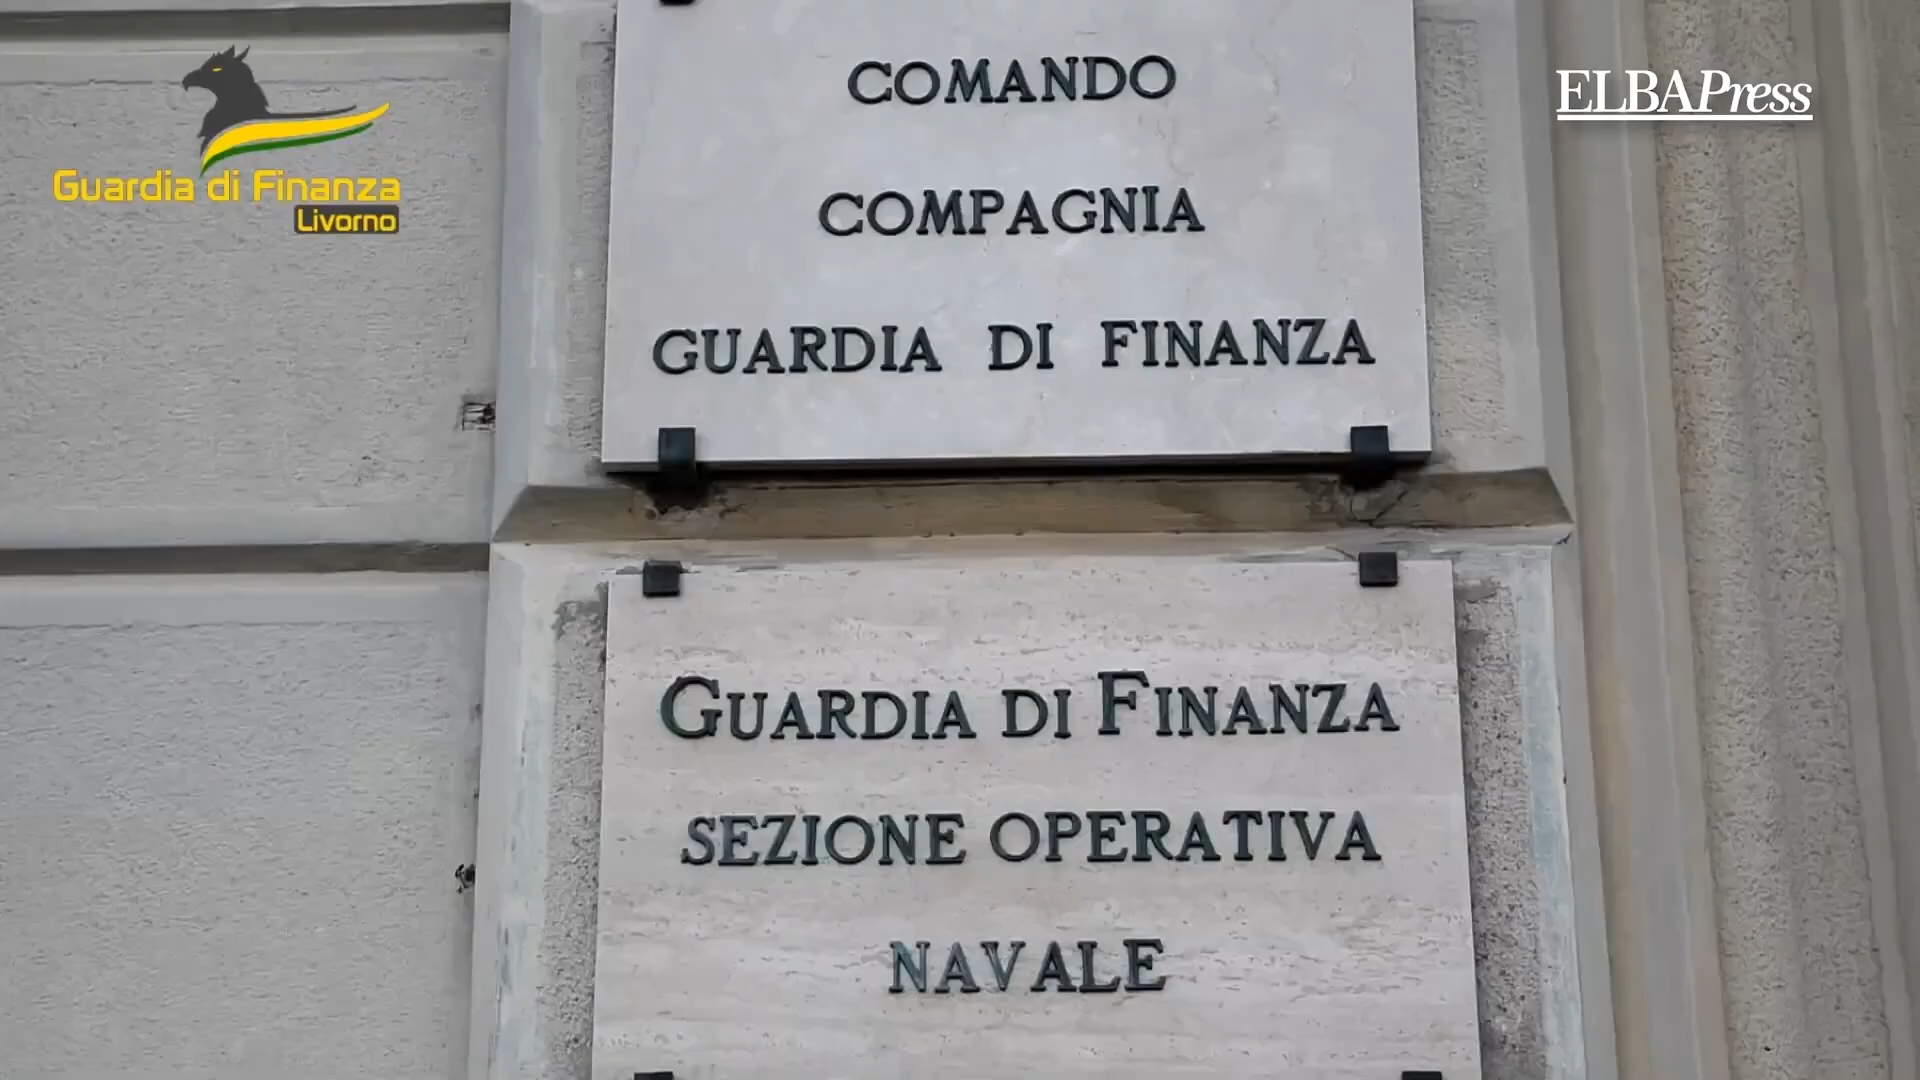 Guardia di Finanza
Livorno
ELBAPress
COMANDO
COMPAGNIA
GUARDIA DI FINANZA
GUARDIA DI FINANZA
SEZIONE OPERATIVA
NAVALE